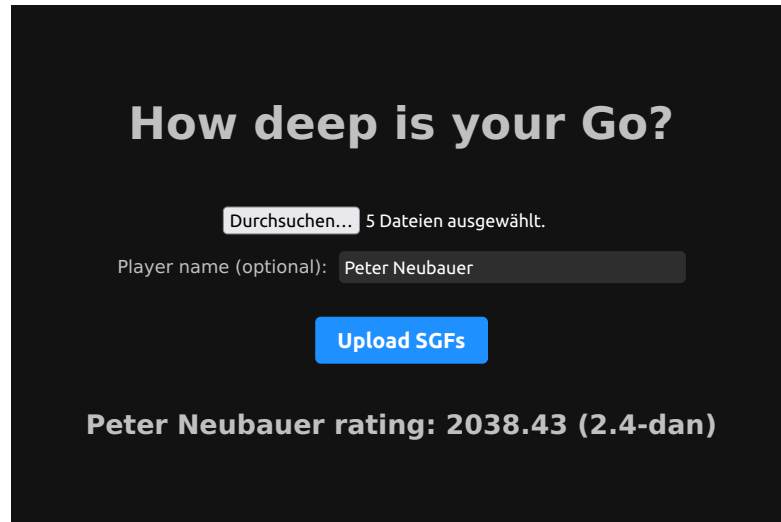 How deep is your Go?
Durchsuchen... 5 Dateien ausgewählt.
Player name (optional): Peter Neubauer
Upload SGFs
Peter Neubauer rating: 2038.43 (2.4-dan)